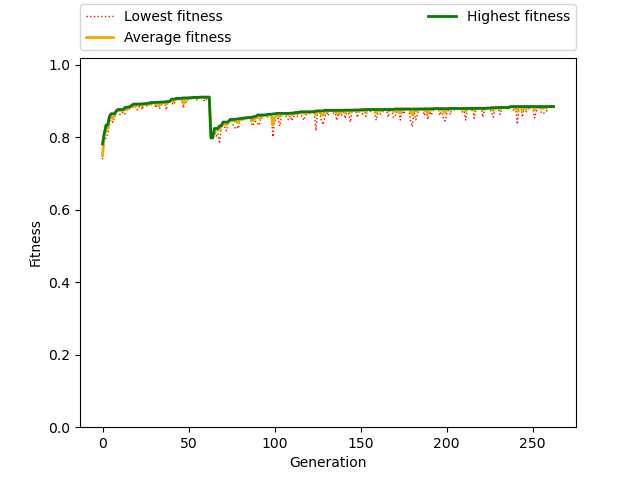 Lowest fitness
Average fitness
Highest fitness
1.0
0.8
0.6
0.4
0.2
0.0
Fitness
0 50 100 150 200 250
Generation